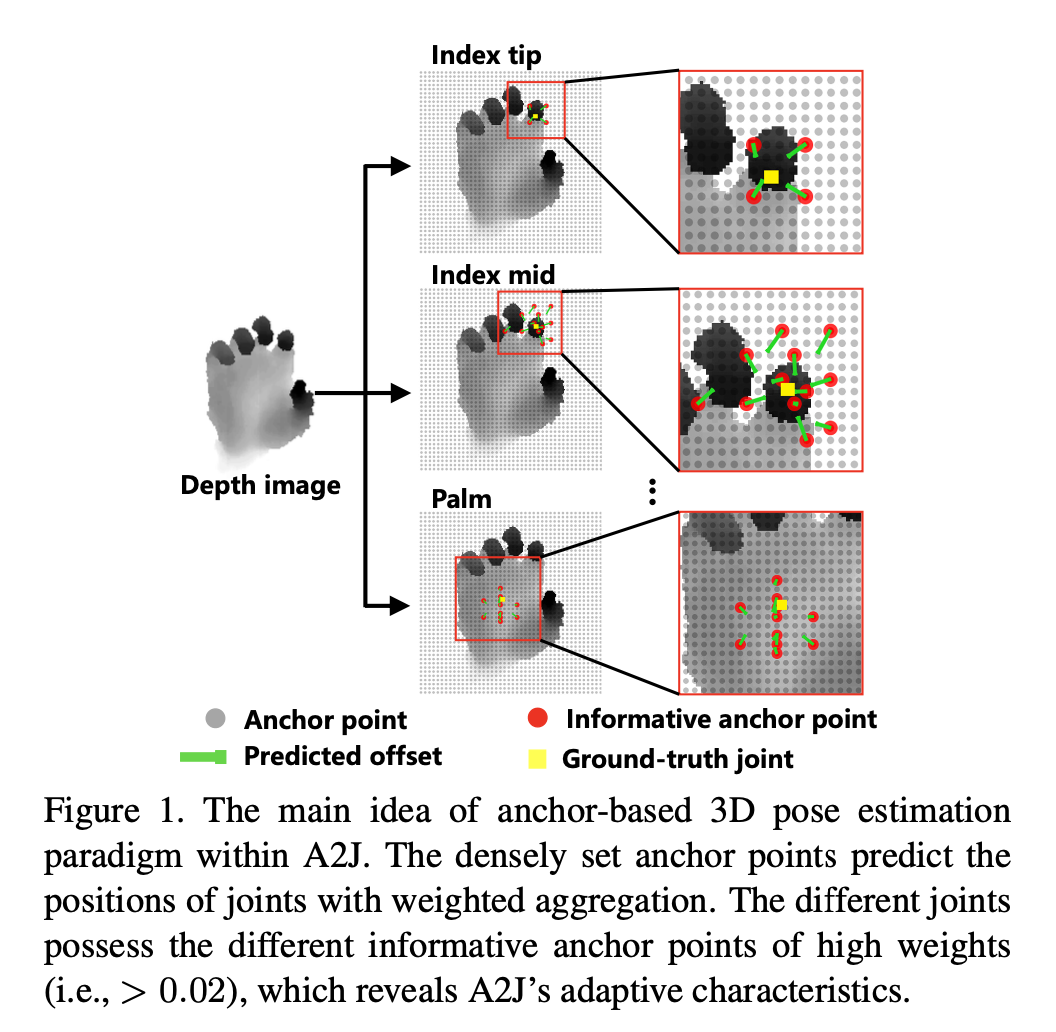 Index tip
Index mid
Depth image
Palm
Anchor point
Informative anchor point
Predicted offset
Ground-truth joint
Figure 1. The main idea of anchor-based 3D pose estimation
paradigm within A2J. The densely set anchor points predict the
positions of joints with weighted aggregation. The different joints
possess the different informative anchor points of high weights
(i.e., > 0.02), which reveals A2J's adaptive characteristics.